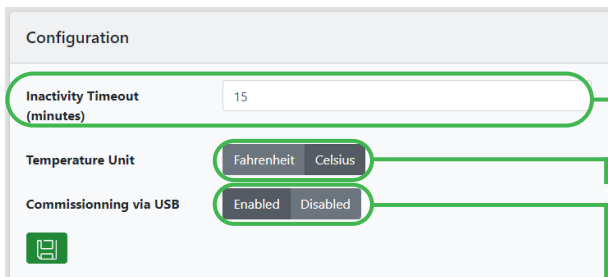 Configuration
Inactivity Timeout
(minutes)
15
Temperature Unit
Fahrenheit Celsius
Commissionning via USB
Enabled Disabled